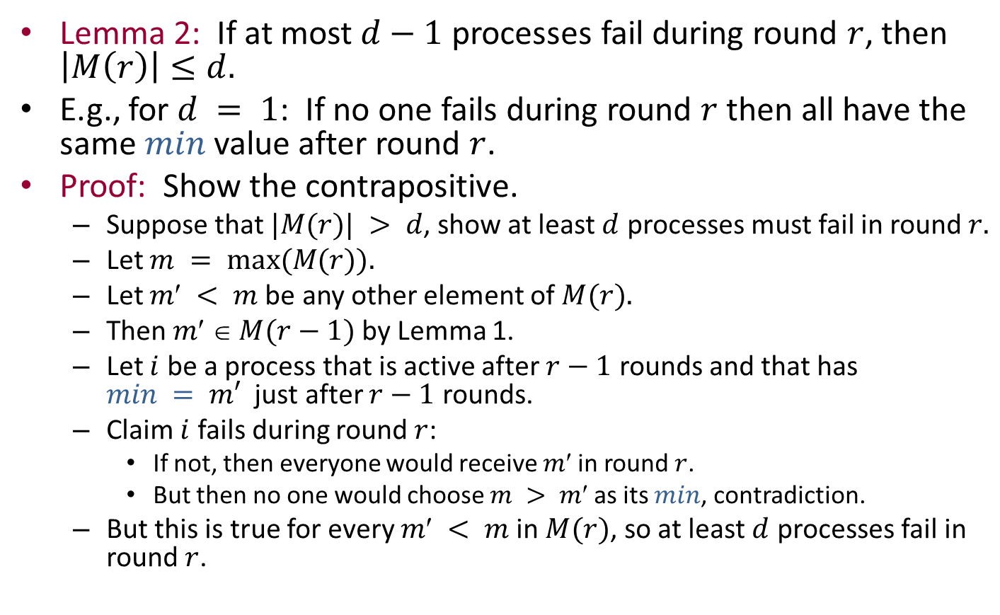 • Lemma 2: If at most d − 1 processes fail during round r, then
|M(r)| ≤ d.
• E.g., for d = 1: If no one fails during round r then all have the
same min value after round r.
• Proof: Show the contrapositive.
– Suppose that |M(r)| > d, show at least d processes must fail in round r.
– Let m = max(M(r)).
– Let m′ < m be any other element of M(r).
– Then m′ ∈ M(r − 1) by Lemma 1.
– Let i be a process that is active after r − 1 rounds and that has
min = m′ just after r − 1 rounds.
– Claim i fails during round r:
• If not, then everyone would receive m′ in round r.
• But then no one would choose m > m′ as its min, contradiction.
– But this is true for every m′ < m in M(r), so at least d processes fail in
round r.